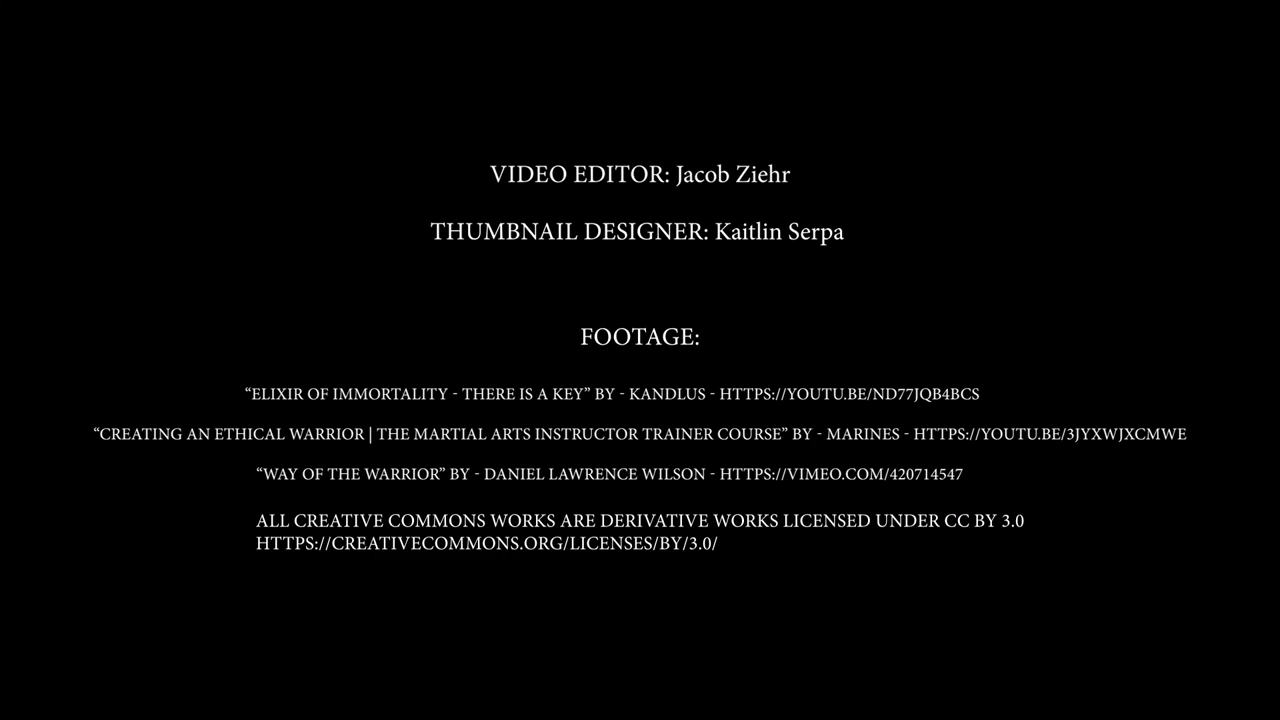 VIDEO EDITOR: Jacob Ziehr
THUMBNAIL DESIGNER: Kaitlin Serpa
FOOTAGE:
“ELIXIR OF IMMORTALITY - THERE IS A KEY” BY - KANDLUS - HTTPS://YOUTU.BE/ND77JQB4BCS
“CREATING AN ETHICAL WARRIOR | THE MARTIAL ARTS INSTRUCTOR TRAINER COURSE” BY - MARINES - HTTPS://YOUTU.BE/3JYXWJXCMWE
“WAY OF THE WARRIOR” BY - DANIEL LAWRENCE WILSON - HTTPS://VIMEO.COM/420714547
ALL CREATIVE COMMONS WORKS ARE DERIVATIVE WORKS LICENSED UNDER CC BY 3.0
HTTPS://CREATIVECOMMONS.ORG/LICENSES/BY/3.0/